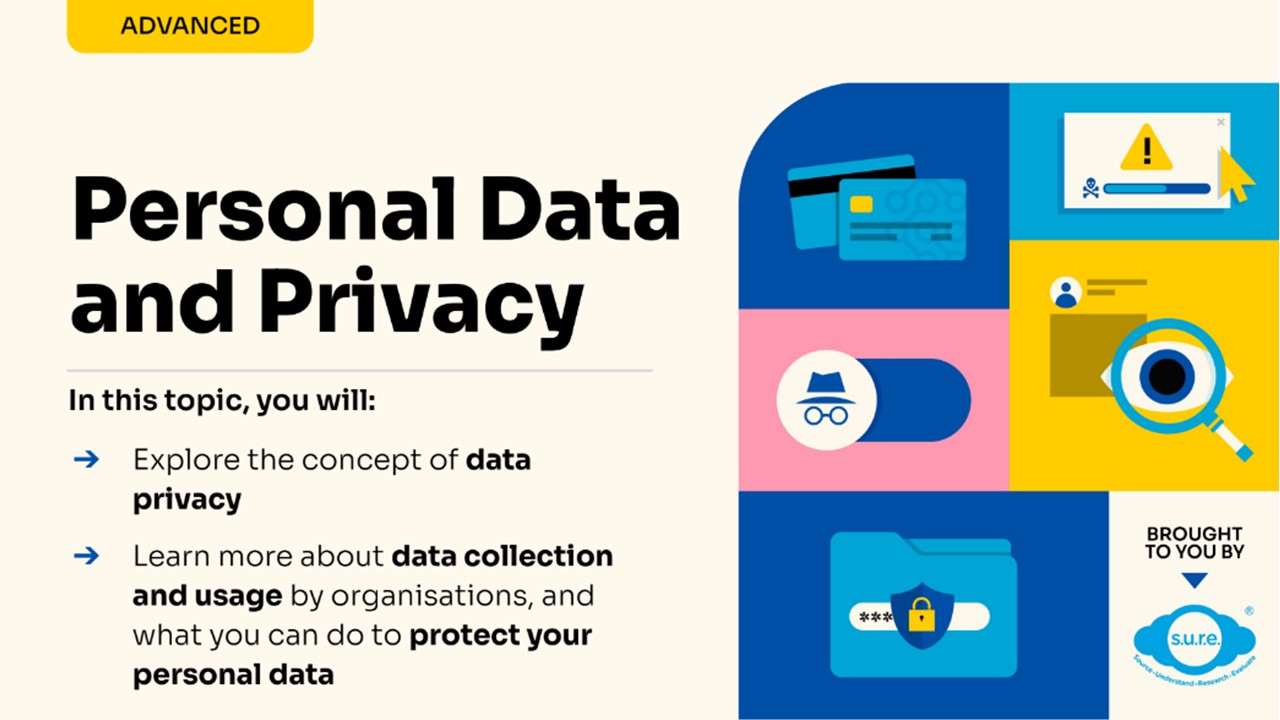 ADVANCED
Personal Data
and Privacy
In this topic, you will:
→ Explore the concept of data
privacy
→ Learn more about data collection
and usage by organisations, and
what you can do to protect your
personal data
!
***
BROUGHT
TO YOU BY
s.u.r.e.
®
Source • Understand • Research • Evaluate